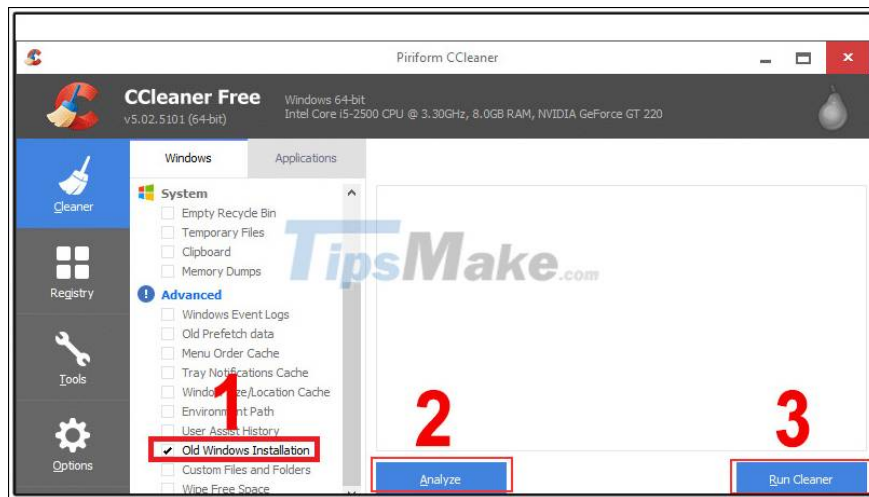 Piriform CCleaner
CCleaner Free
v5.02.5101 (64-bit)
Windows 64-bit
Intel Core i5-2500 CPU @ 3.30GHz, 8.0GB RAM, NVIDIA GeForce GT 220
Cleaner
Registry
Tools
Options
Windows
Applications
System
Empty Recycle Bin
Temporary Files
Clipboard
Memory Dumps
Advanced
Windows Event Logs
Old Prefetch data
Menu Order Cache
Tray Notifications Cache
Window Size/Location Cache
Environment Path
User Assist History
Old Windows Installation
Custom Files and Folders
Wipe Free Space
TipsMake.com
1
2
3
Analyze
Run Cleaner